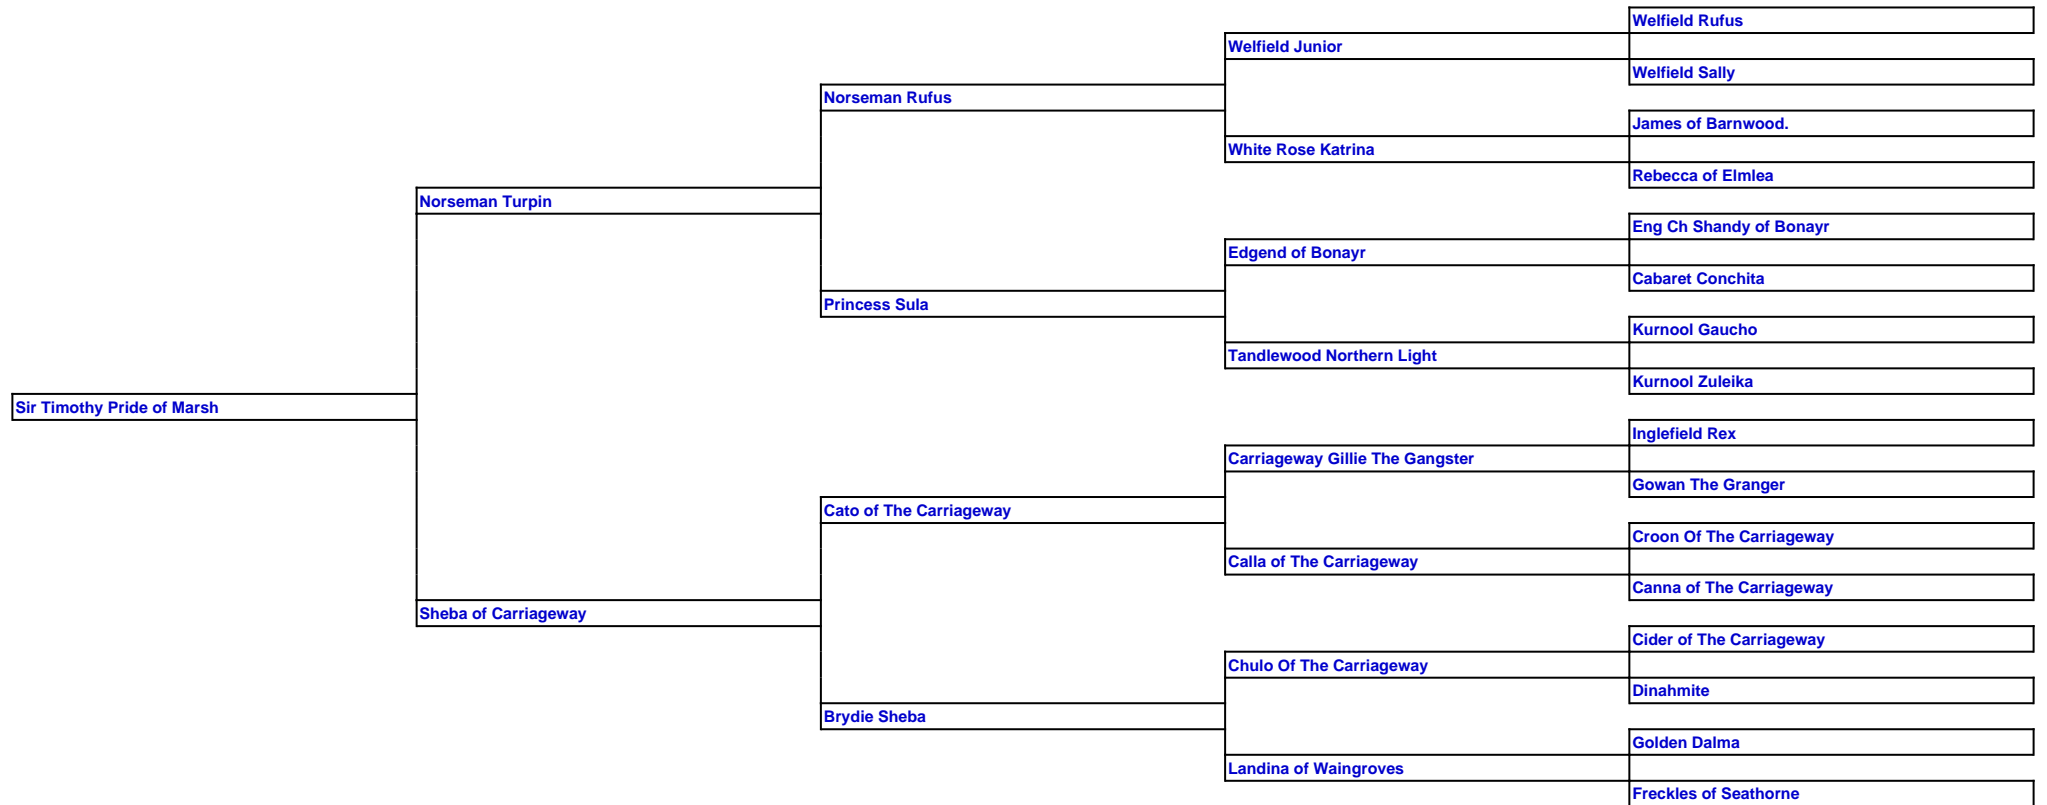 Welfield Rufus
Welfield Junior
Welfield Sally
Norseman Rufus
James of Barnwood.
White Rose Katrina
Rebecca of Elmlea
Norseman Turpin
Eng Ch Shandy of Bonayr
Edgend of Bonayr
Cabaret Conchita
Princess Sula
Kurnool Gaucho
Tandlewood Northern Light
Kurnool Zuleika
Sir Timothy Pride of Marsh
Inglefield Rex
Carriageway Gillie The Gangster
Gowan The Granger
Cato of The Carriageway
Croon Of The Carriageway
Calla of The Carriageway
Canna of The Carriageway
Sheba of Carriageway
Cider of The Carriageway
Chulo Of The Carriageway
Dinahmite
Brydie Sheba
Golden Dalma
Landina of Waingroves
Freckles of Seathorne